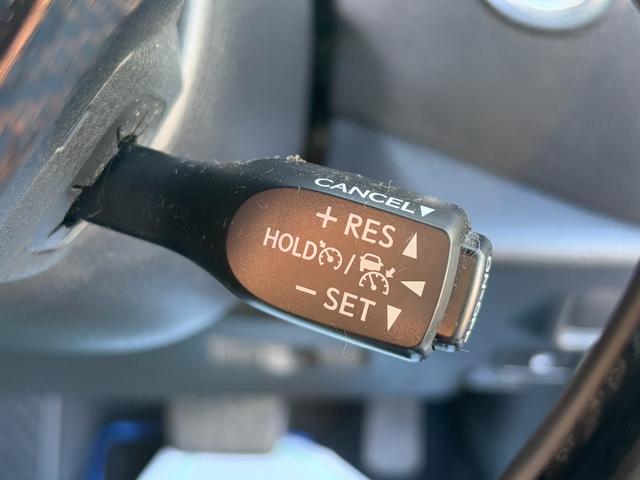 CANCEL▼
+ RES ▲
HOLD /
− SET ▼